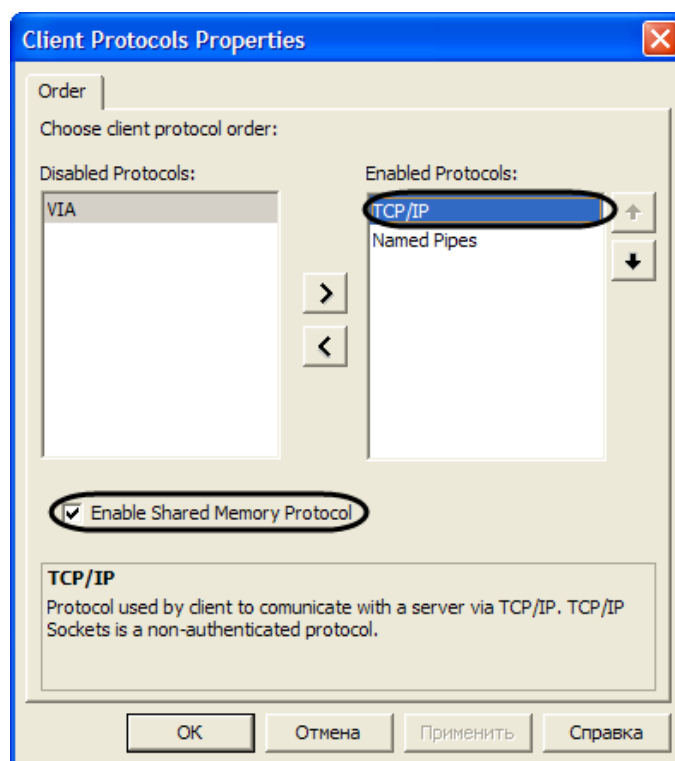 Client Protocols Properties
Order
Choose client protocol order:
Disabled Protocols:
Enabled Protocols:
VIA
TCP/IP
Named Pipes
>
<
Enable Shared Memory Protocol
TCP/IP
Protocol used by client to comunicate with a server via TCP/IP. TCP/IP
Sockets is a non-authenticated protocol.
OK
Отмена
Применить
Справка